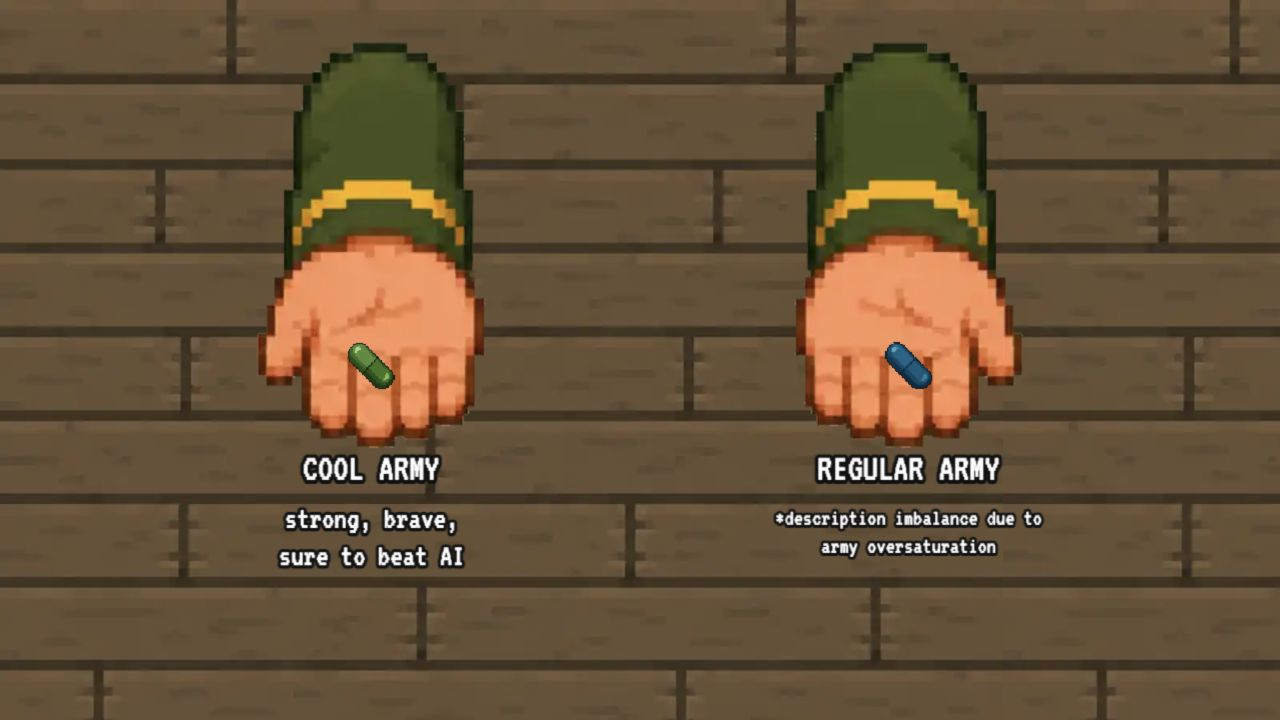 COOL ARMY
strong, brave,
sure to beat AI
REGULAR ARMY
*description imbalance due to
army oversaturation